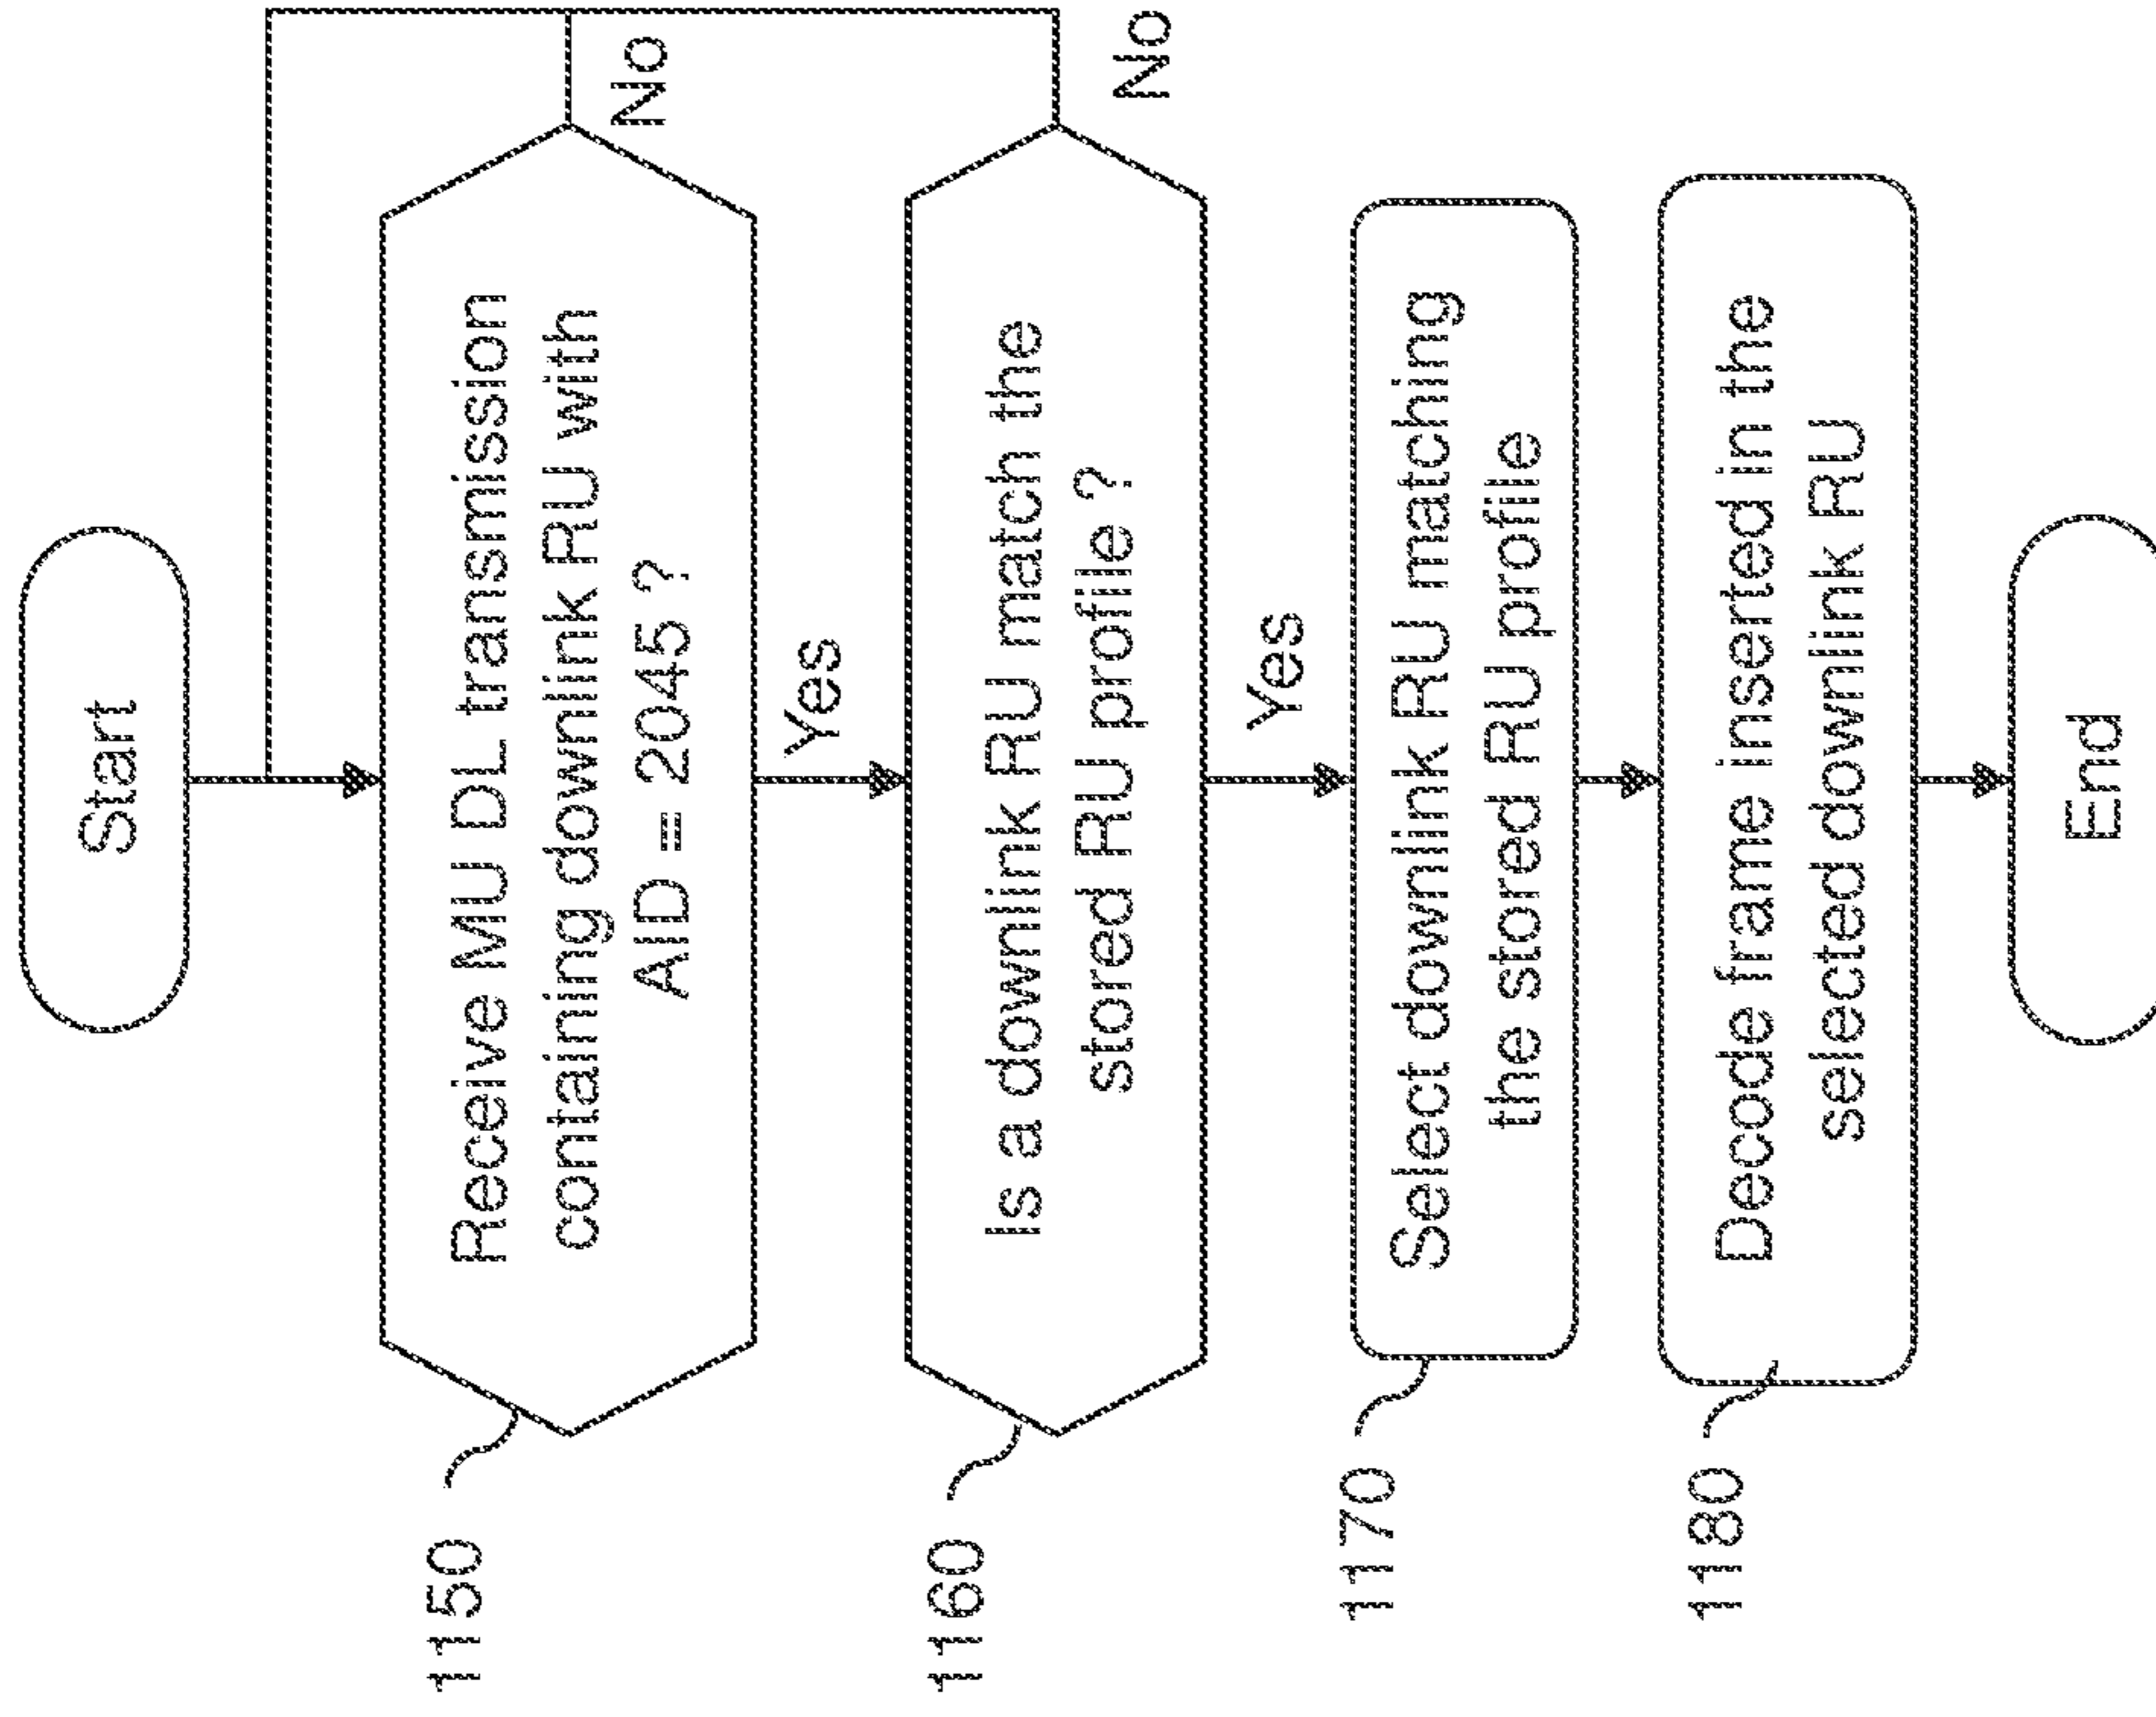 Start
1150
Receive MU DL transmission
containing downlink RU with
AID = 2045 ?
No
Yes
1160
Is a downlink RU match the
stored RU profile ?
No
Yes
1170
Select downlink RU matching
the stored RU profile
1180
Decode frame inserted in the
selected downlink RU
End